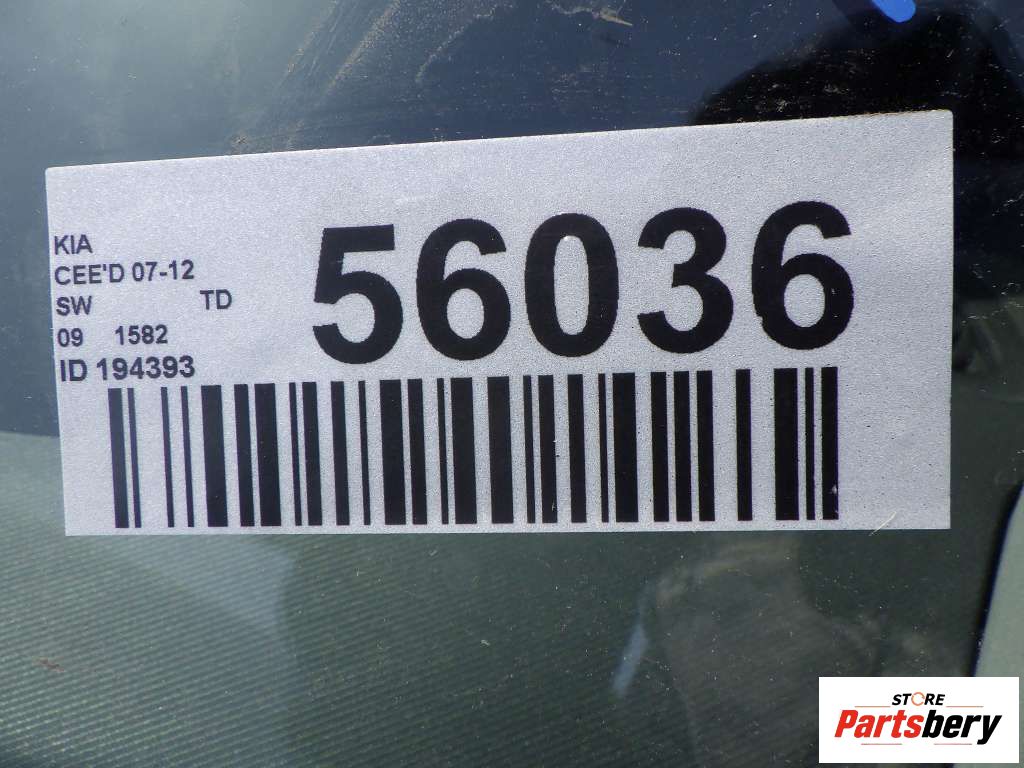 KIA
CEE'D 07-12
SW TD
09 1582
ID 194393
56036
STORE
Partsbery